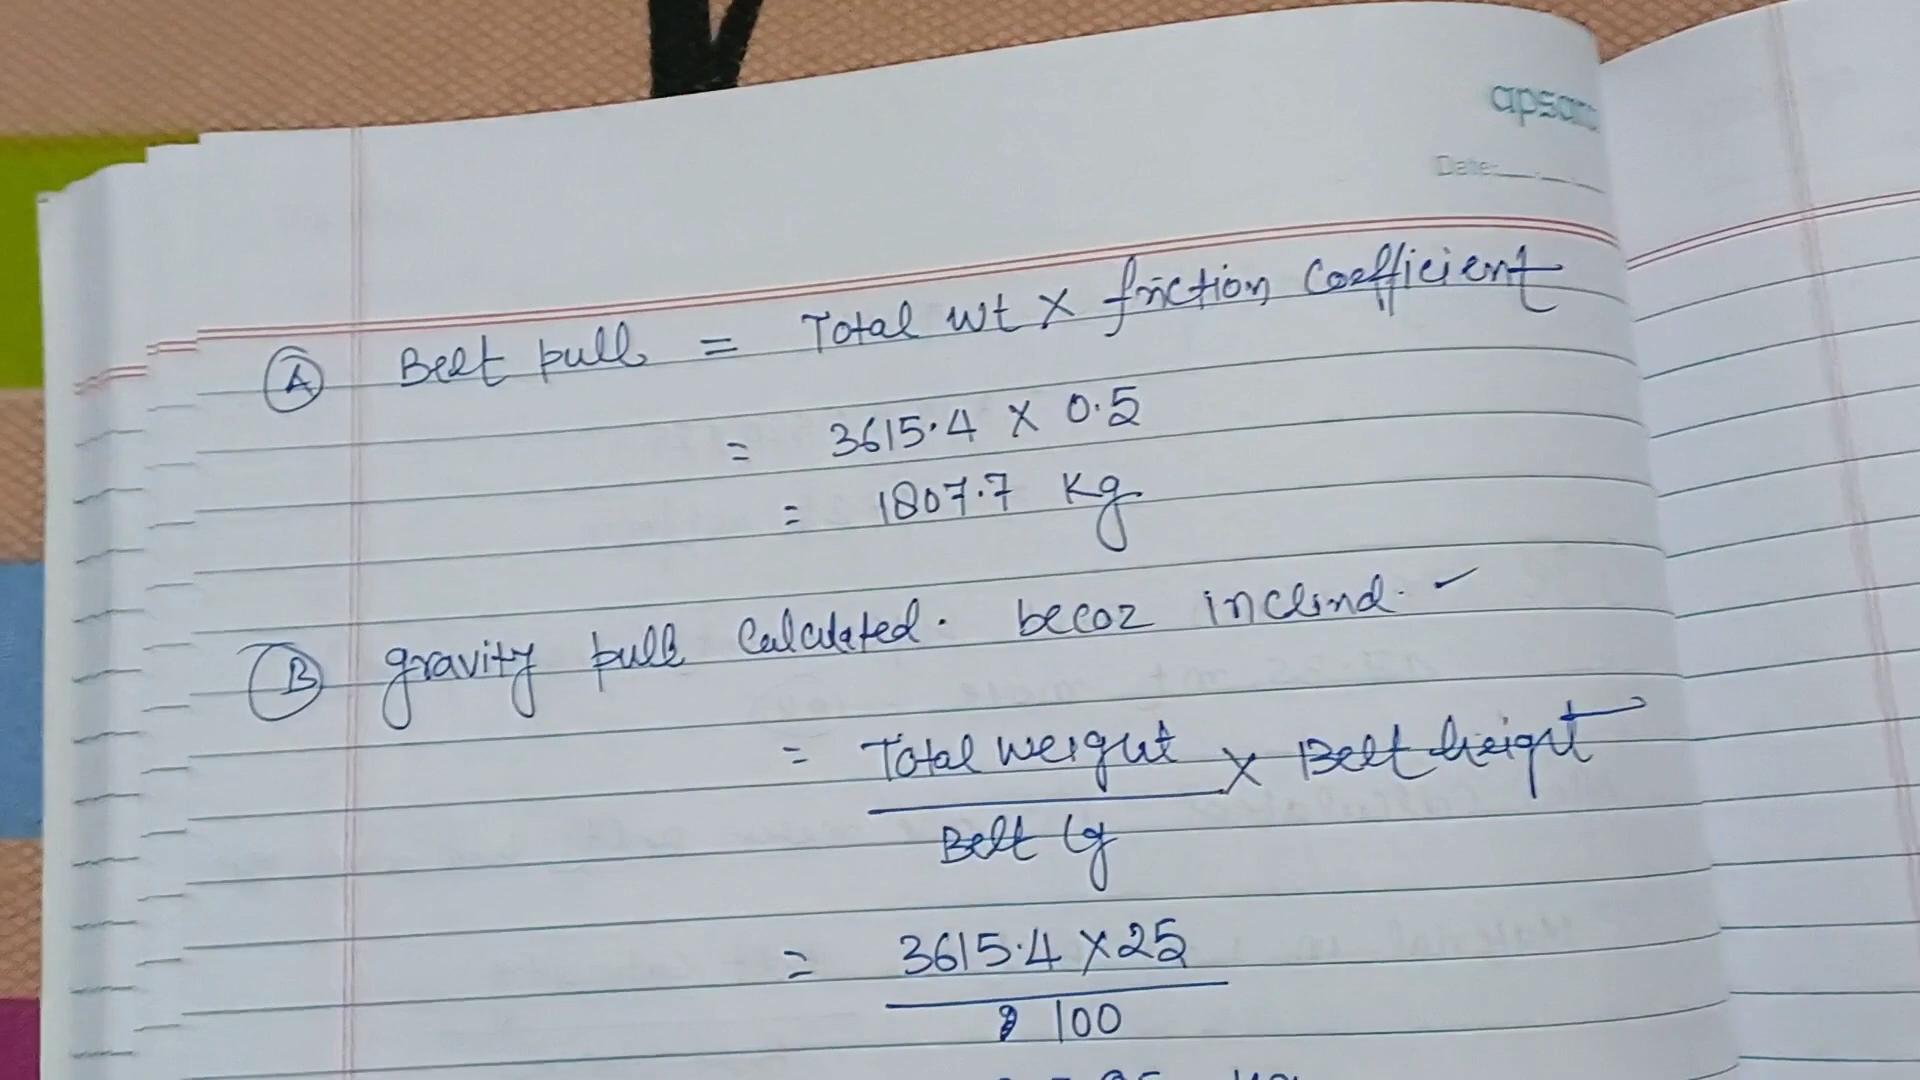 apsara
Date:
(A) Belt pull = Total wt X friction Coefficient
= 3615.4 X 0.5
= 1807.7 Kg
(B) gravity pull Calculated. becoz inclind.
= Total weight X Belt height
Belt lg
= 3615.4 X 25
100